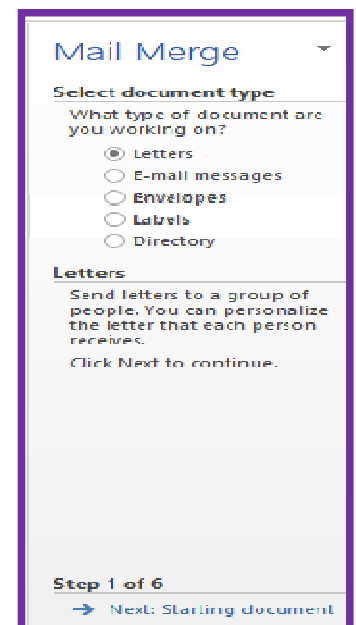 Mail Merge
Select document type
What type of document are
you working on?
Letters
E-mail messages
Envelopes
Labels
Directory
Letters
Send letters to a group of
people. You can personalize
the letter that each person
receives.
Click Next to continue.
Step 1 of 6
Next: Starting document